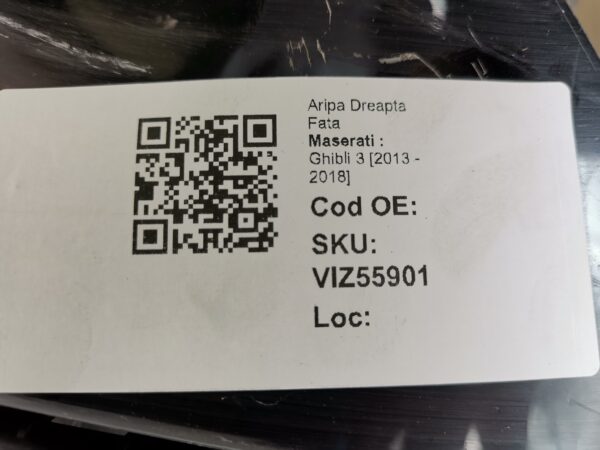 Aripa Dreapta
Fata
Maserati :
Ghibli 3 [2013 -
2018]
Cod OE:
SKU:
VIZ55901
Loc: